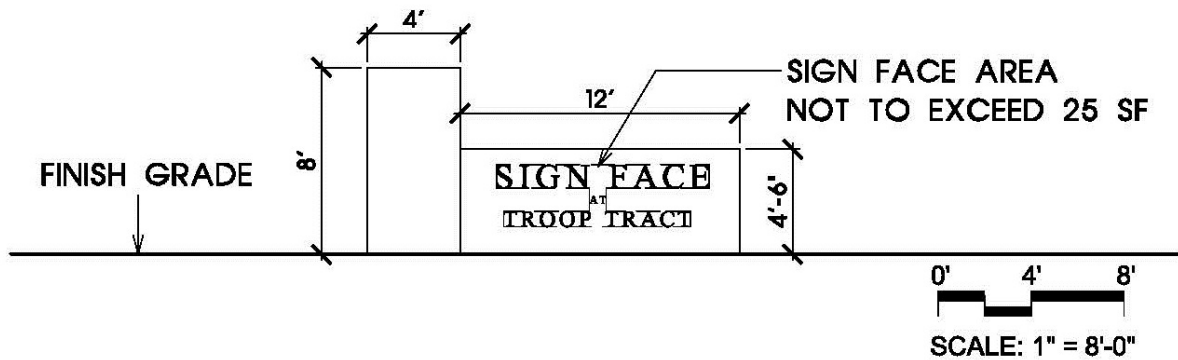 4'
SIGN FACE AREA
NOT TO EXCEED 25 SF
12'
8'
FINISH GRADE
SIGN FACE
AT
TROOP TRACT
4'-6"
0' 4' 8'
SCALE: 1" = 8'-0"